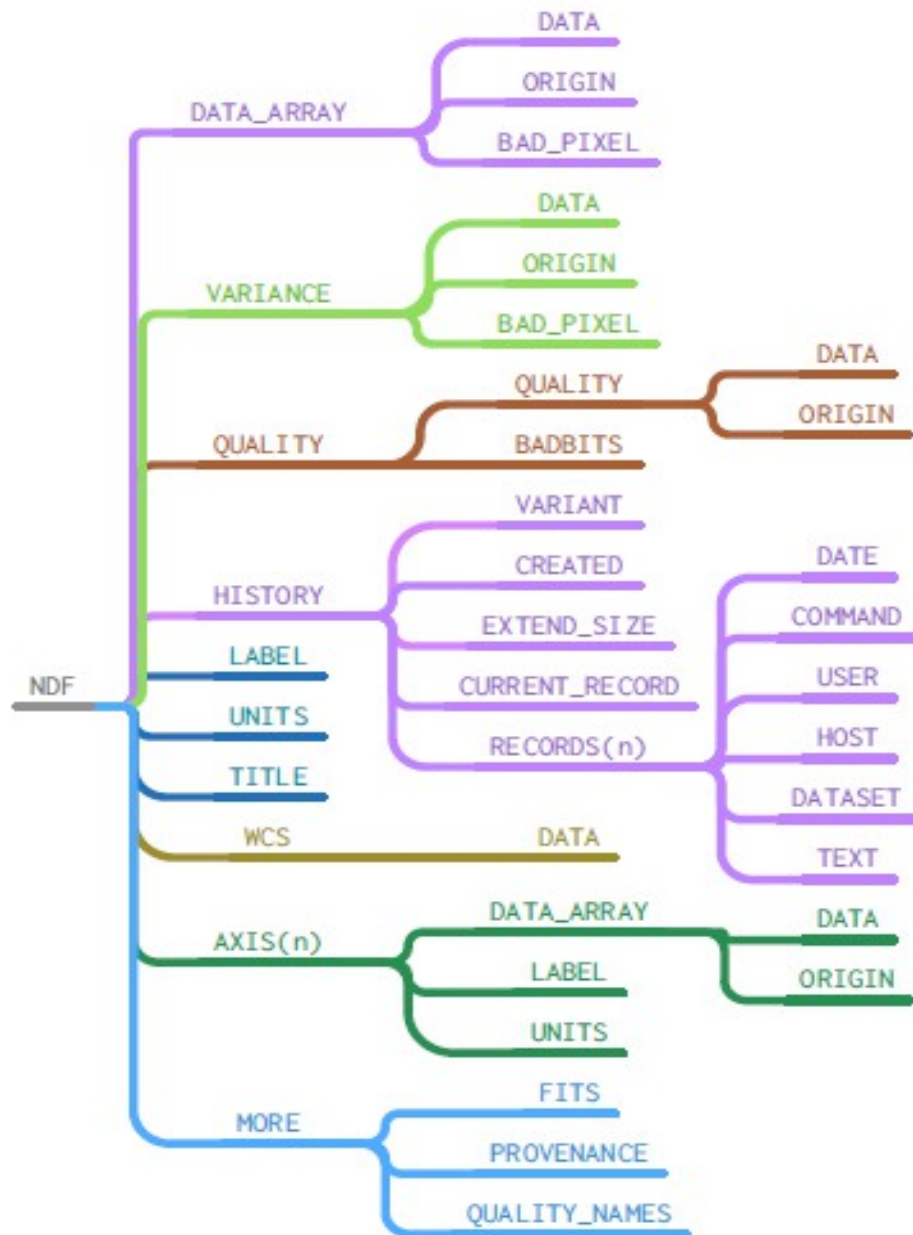 DATA
ORIGIN
DATA_ARRAY
BAD_PIXEL
DATA
ORIGIN
VARIANCE
BAD_PIXEL
DATA
QUALITY
ORIGIN
QUALITY
BADBITS
VARIANT
DATE
CREATED
HISTORY
COMMAND
EXTEND_SIZE
LABEL
NDF
CURRENT_RECORD
USER
UNITS
RECORDS(n)
HOST
TITLE
DATASET
WCS
DATA
TEXT
DATA_ARRAY
DATA
AXIS(n)
LABEL
ORIGIN
UNITS
FITS
MORE
PROVENANCE
QUALITY_NAMES